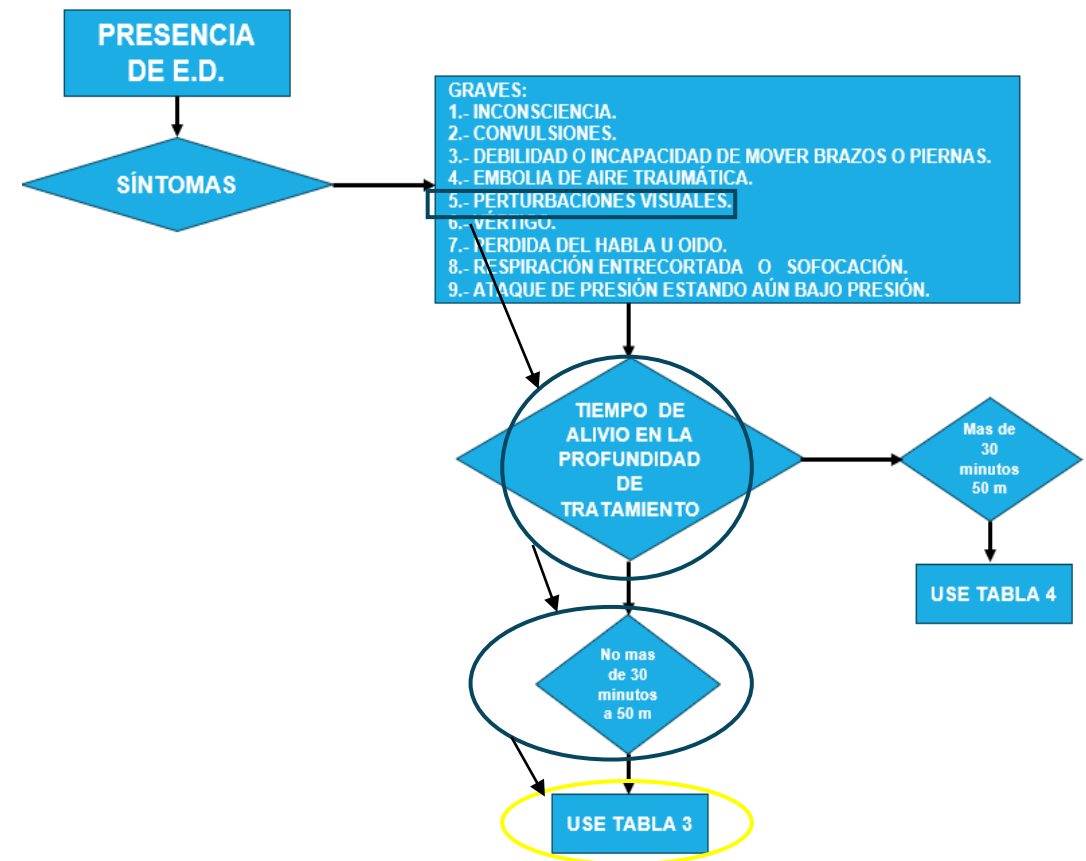 PRESENCIA
DE E.D.
SÍNTOMAS
GRAVES:
1.- INCONSCIENCIA.
2.- CONVULSIONES.
3.- DEBILIDAD O INCAPACIDAD DE MOVER BRAZOS O PIERNAS.
4.- EMBOLIA DE AIRE TRAUMÁTICA.
5.- PERTURBACIONES VISUALES.
6.- VÉRTIGO.
7.- PERDIDA DEL HABLA U OIDO.
8.- RESPIRACIÓN ENTRECORTADA O SOFOCACIÓN.
9.- ATAQUE DE PRESIÓN ESTANDO AÚN BAJO PRESIÓN.
TIEMPO DE
ALIVIO EN LA
PROFUNDIDAD
DE
TRATAMIENTO
Mas de
30
minutos
50 m
USE TABLA 4
No mas
de 30
minutos
a 50 m
USE TABLA 3